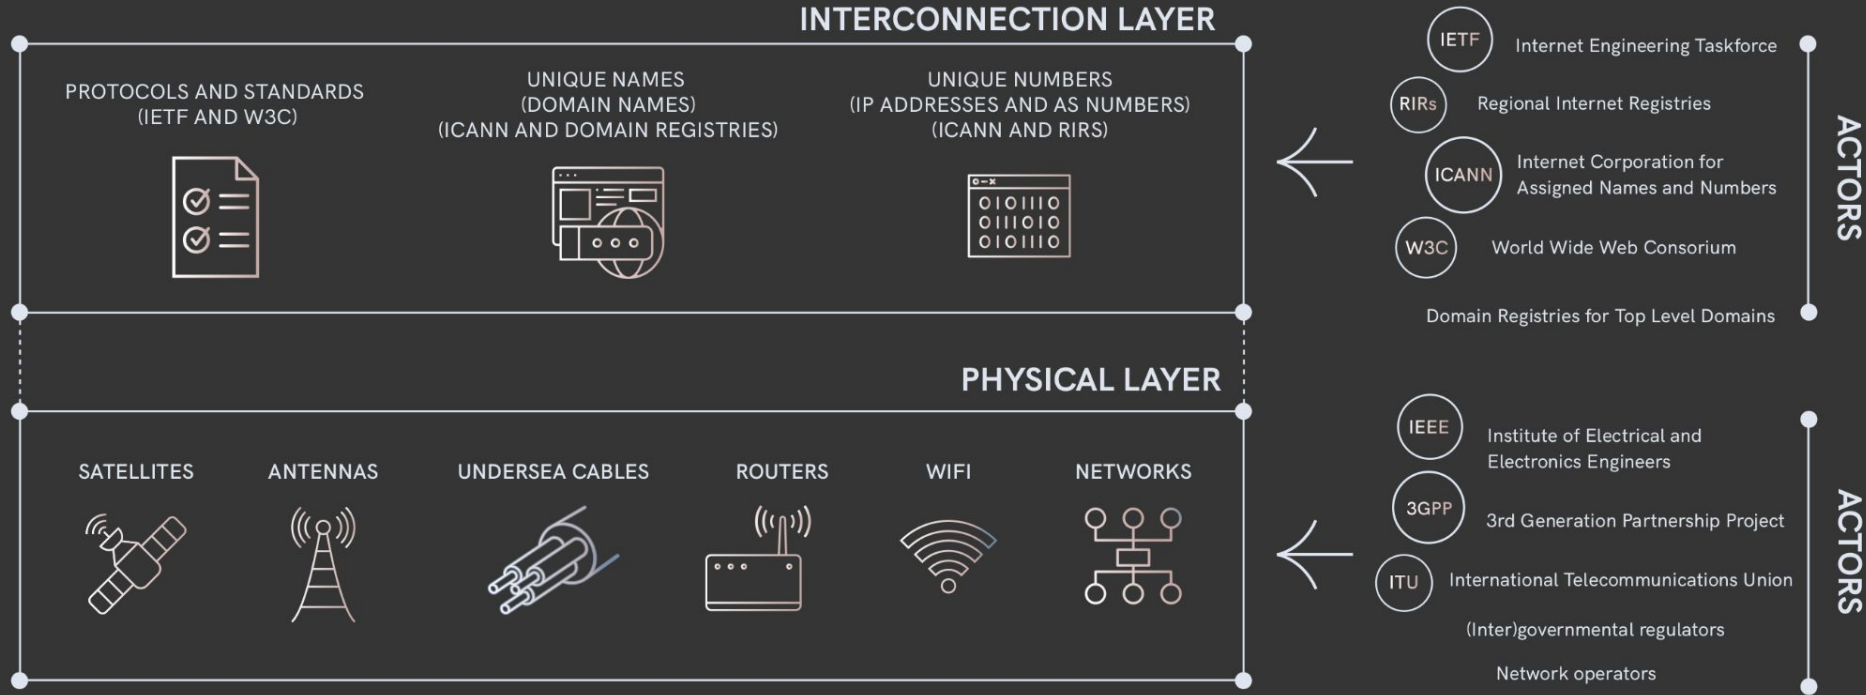 INTERCONNECTION LAYER
PROTOCOLS AND STANDARDS
(IETF AND W3C)
UNIQUE NAMES
(DOMAIN NAMES)
(ICANN AND DOMAIN REGISTRIES)
UNIQUE NUMBERS
(IP ADDRESSES AND AS NUMBERS)
(ICANN AND RIRS)
O-X
0101110
0111010
0101110
IETF
Internet Engineering Taskforce
RIRs
Regional Internet Registries
ICANN
Internet Corporation for
Assigned Names and Numbers
W3C
World Wide Web Consorium
Domain Registries for Top Level Domains
ACTORS
PHYSICAL LAYER
SATELLITES
ANTENNAS
UNDERSEA CABLES
ROUTERS
WIFI
NETWORKS
IEEE
Institute of Electrical and
Electronics Engineers
3GPP
3rd Generation Partnership Project
ITU
International Telecommunications Union
(Inter)governmental regulators
Network operators
ACTORS